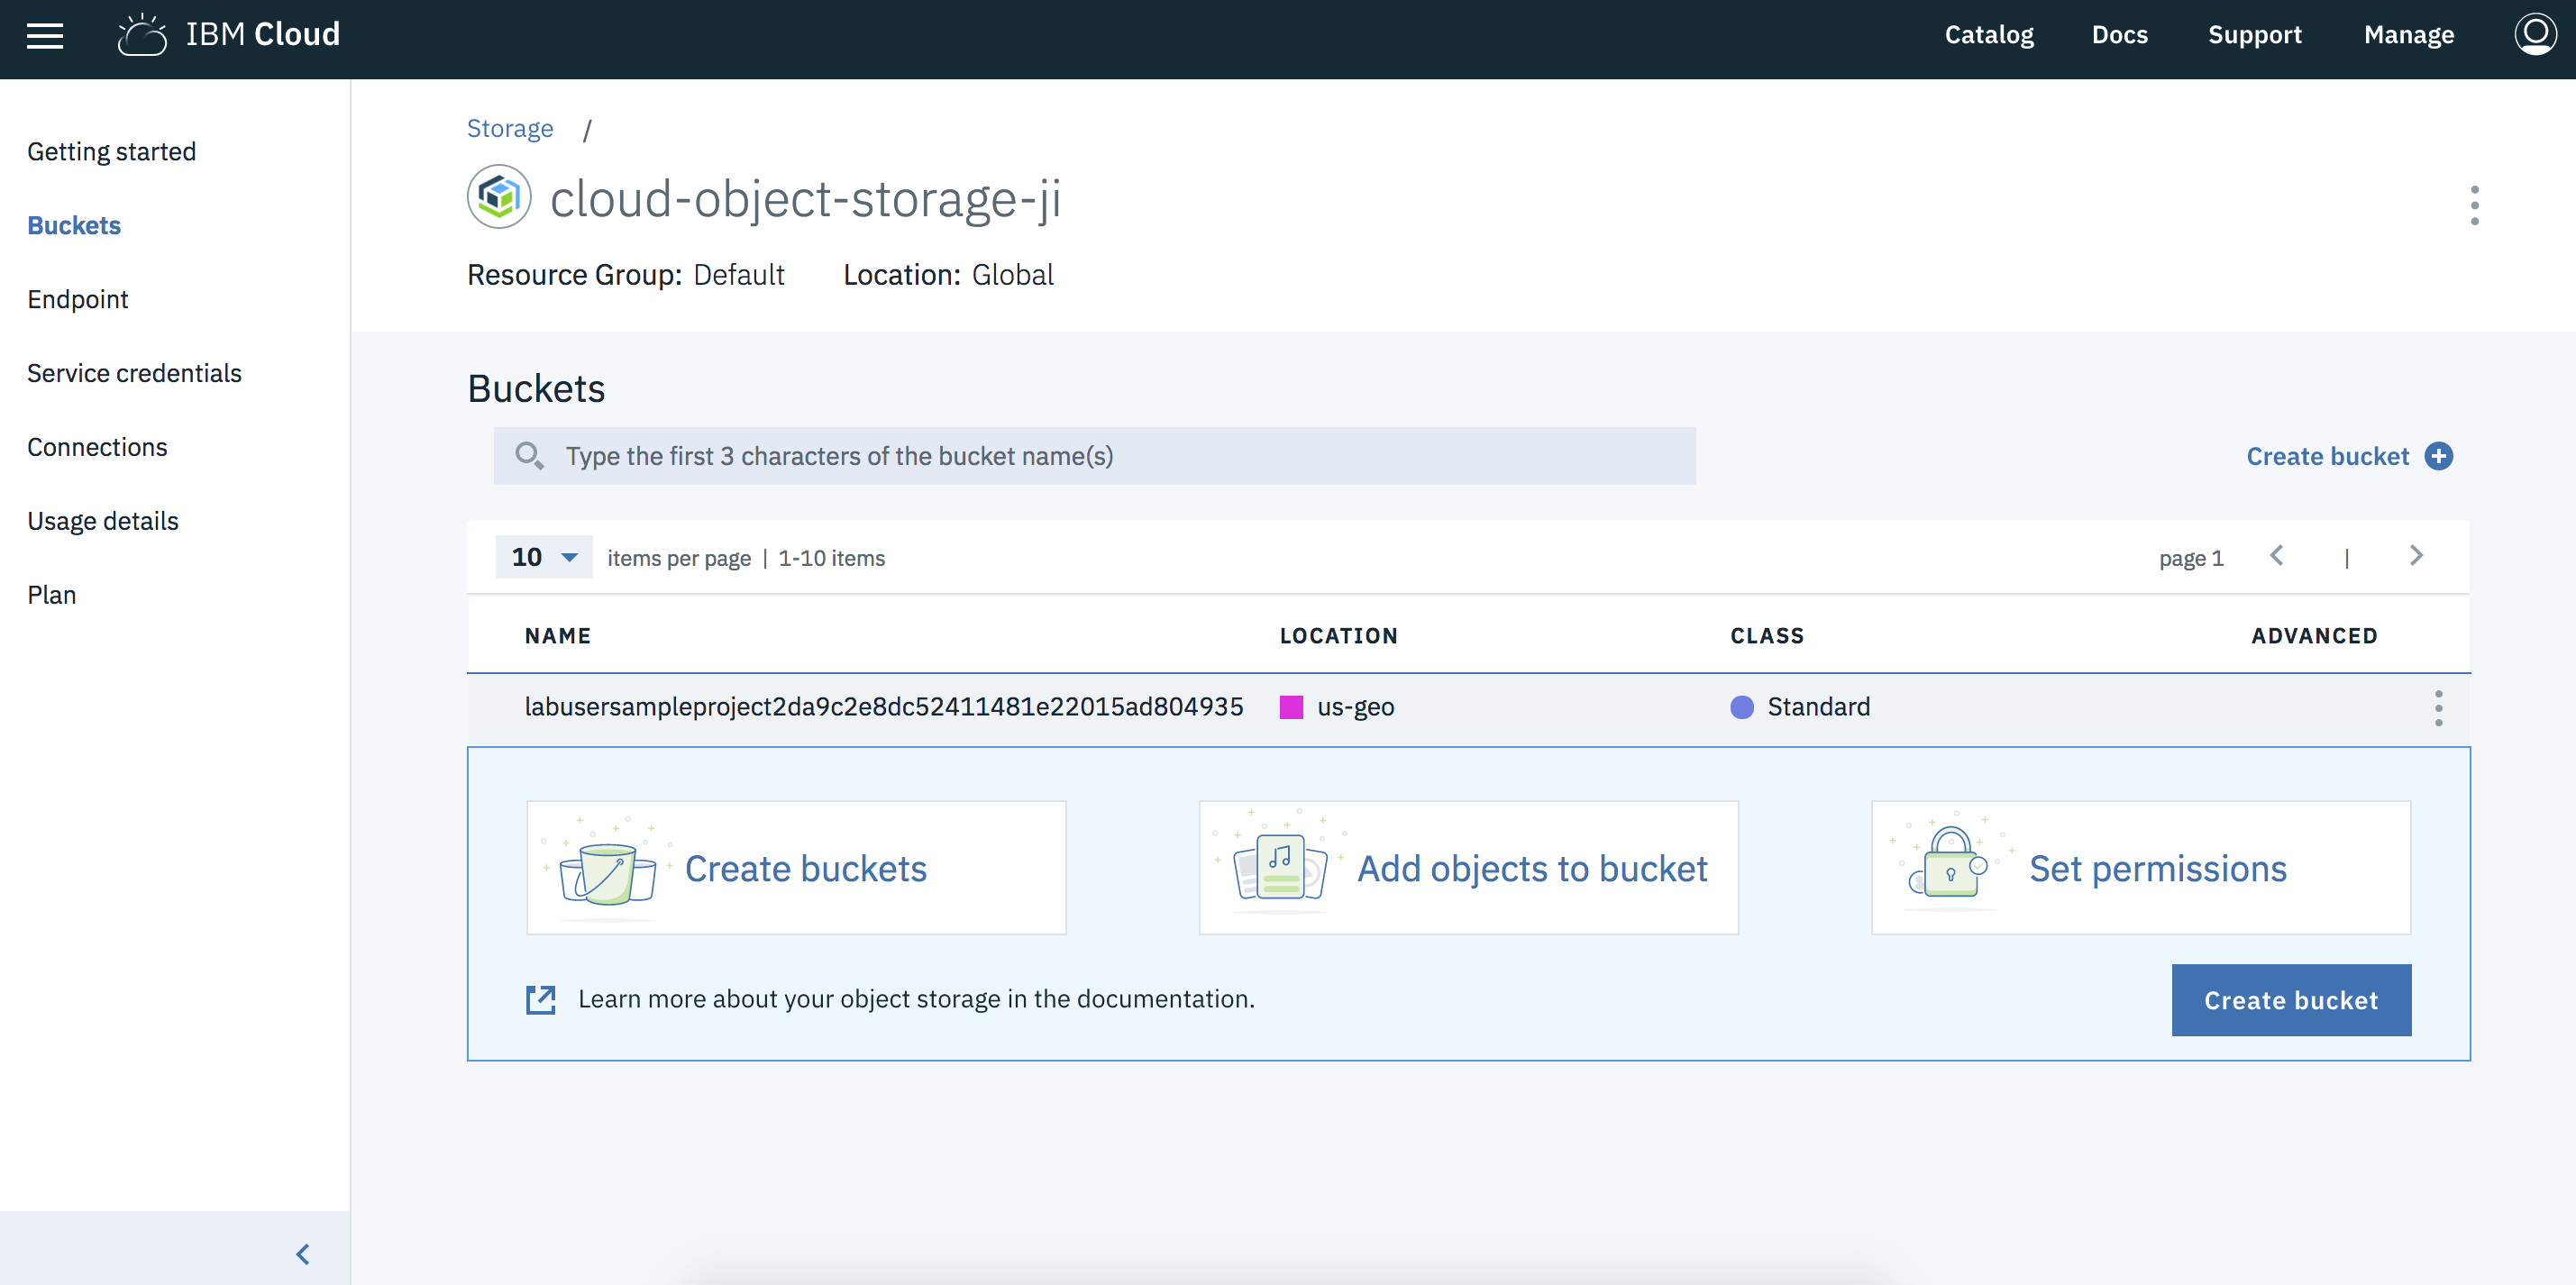 IBM Cloud
Catalog Docs Support Manage
Getting started
Buckets
Endpoint
Service credentials
Connections
Usage details
Plan
Storage /
cloud-object-storage-ji
Resource Group: Default Location: Global
Buckets
Type the first 3 characters of the bucket name(s)
Create bucket
10 items per page | 1-10 items
page 1 |
NAME LOCATION CLASS ADVANCED
labusersampleproject2da9c2e8dc52411481e22015ad804935 us-geo Standard
Create buckets Add objects to bucket Set permissions
Learn more about your object storage in the documentation.
Create bucket